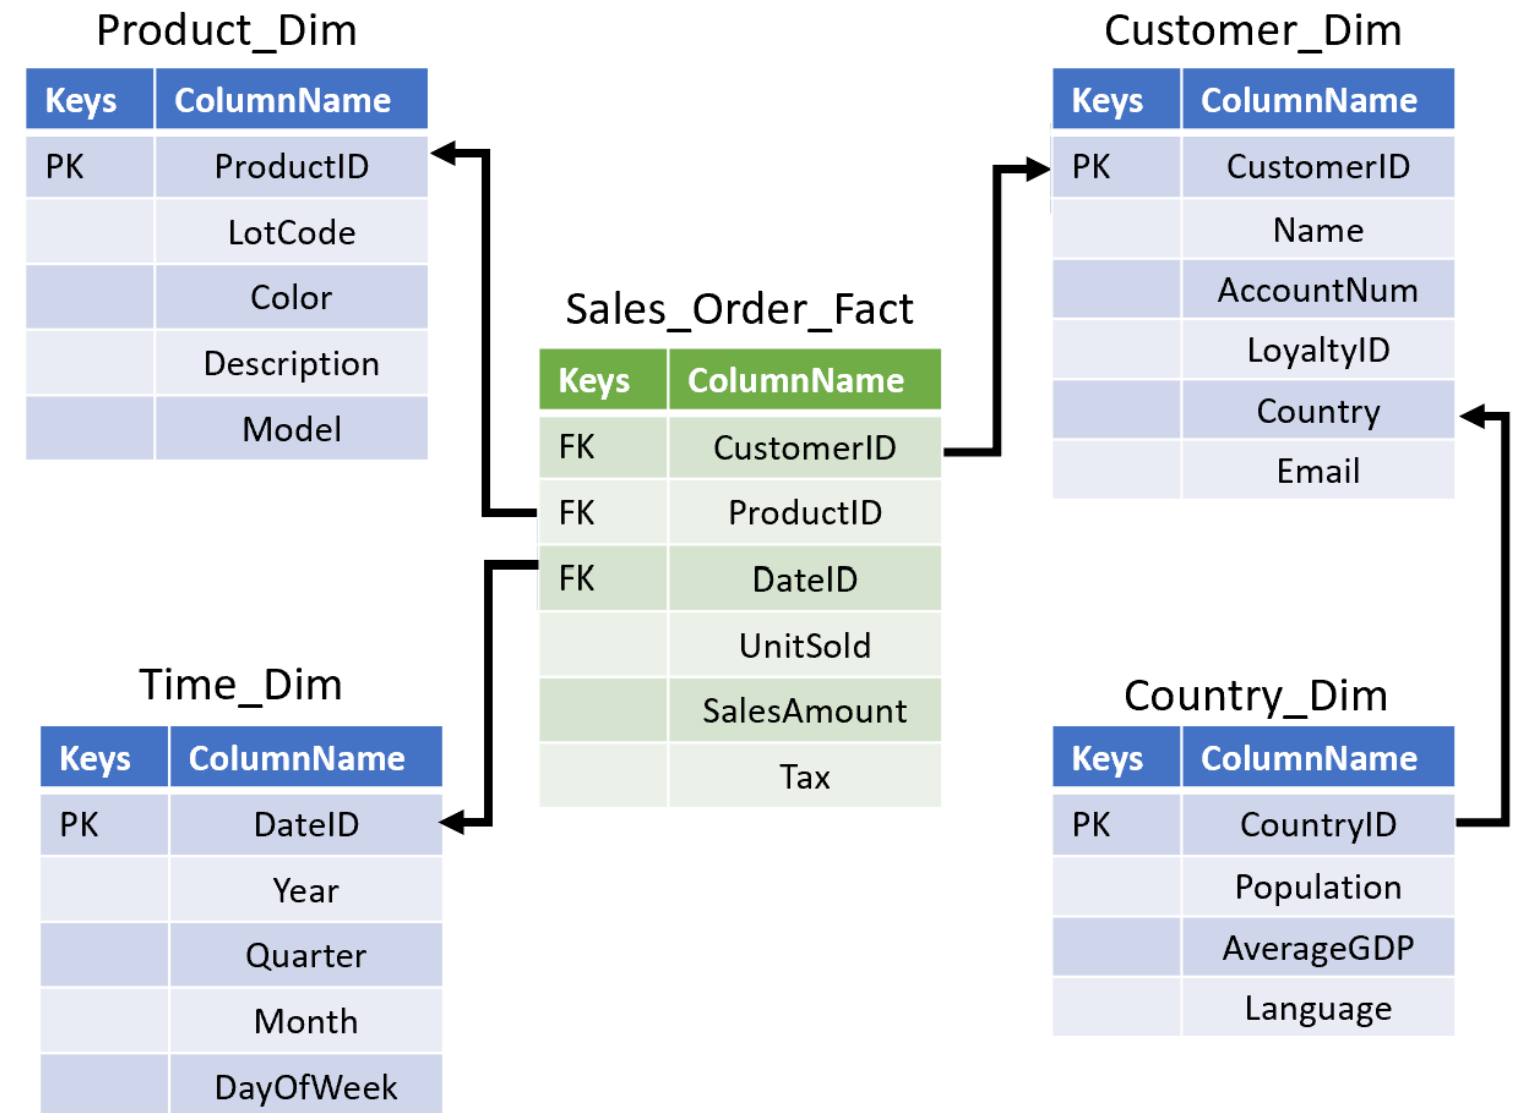 Product_Dim
Keys ColumnName
PK ProductID
LotCode
Color
Description
Model
Customer_Dim
Keys ColumnName
PK CustomerID
Name
AccountNum
LoyaltyID
Country
Email
Sales_Order_Fact
Keys ColumnName
FK CustomerID
FK ProductID
FK DateID
UnitSold
SalesAmount
Tax
Time_Dim
Keys ColumnName
PK DateID
Year
Quarter
Month
DayOfWeek
Country_Dim
Keys ColumnName
PK CountryID
Population
AverageGDP
Language